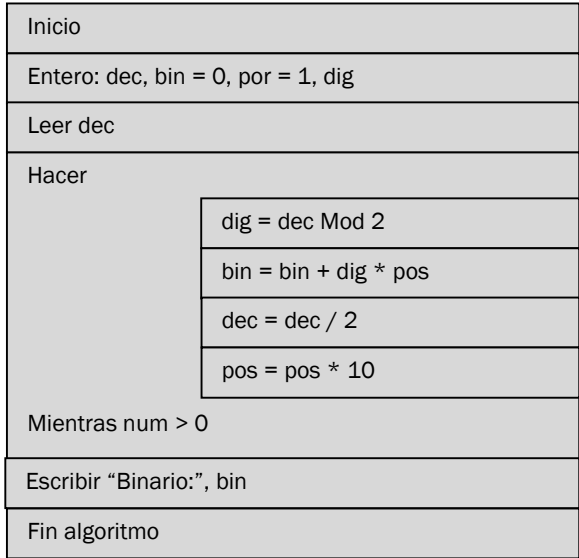 Inicio
Entero: dec, bin = 0, por = 1, dig
Leer dec
Hacer
dig = dec Mod 2
bin = bin + dig * pos
dec = dec / 2
pos = pos * 10
Mientras num > 0
Escribir “Binario:”, bin
Fin algoritmo